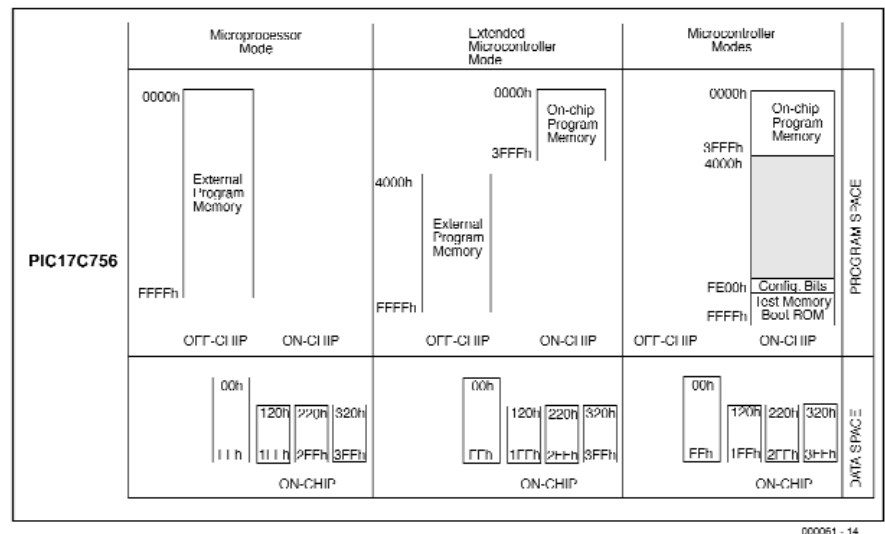 Microprocessor
Mode
Extended
Microcontroller
Mode
Microcontroller
Modes
PIC17C756
0000h
External
Program
Memory
FFFFh
OFF-CHIP ON-CHIP
0000h
On-chip
Program
Memory
3FFFh
4000h
External
Program
Memory
FFFFh
OFF-CHIP ON-CHIP
0000h
On-chip
Program
Memory
3FFFh
4000h
FE00h Config. Bits
Test Memory
FFFFh Boot ROM
OFF-CHIP ON-CHIP
PROGRAM SPACE
00h
120h 220h 320h
FFh 1FFh 2FFh 3FFh
ON-CHIP
00h
120h 220h 320h
FFh 1FFh 2FFh 3FFh
ON-CHIP
00h
120h 220h 320h
FFh 1FFh 2FFh 3FFh
ON-CHIP
DATA SPACE
000061 - 14